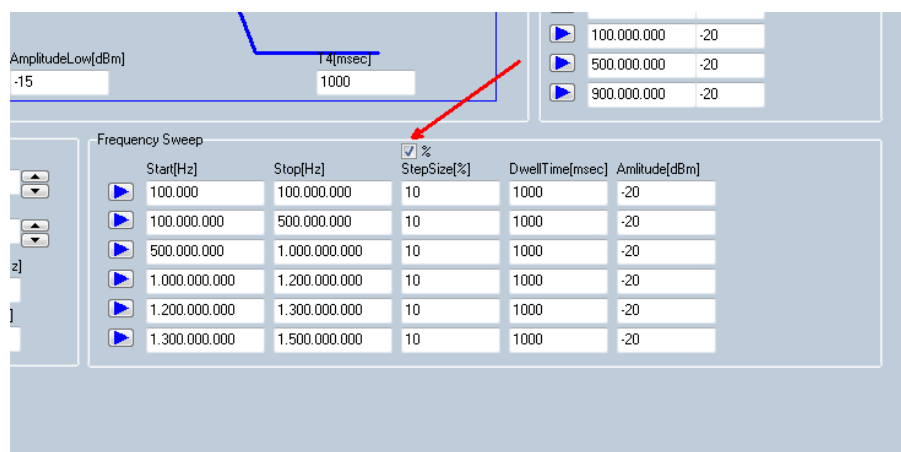 100.000.000 -20
AmplitudeLow[dBm] T4[msec] 500.000.000 -20
-15 1000 900.000.000 -20
Frequency Sweep
%
Start[Hz] Stop[Hz] StepSize[%] DwellTime[msec] Amlitude[dBm]
100.000 100.000.000 10 1000 -20
100.000.000 500.000.000 10 1000 -20
500.000.000 1.000.000.000 10 1000 -20
z]
1.000.000.000 1.200.000.000 10 1000 -20
]
1.200.000.000 1.300.000.000 10 1000 -20
1.300.000.000 1.500.000.000 10 1000 -20